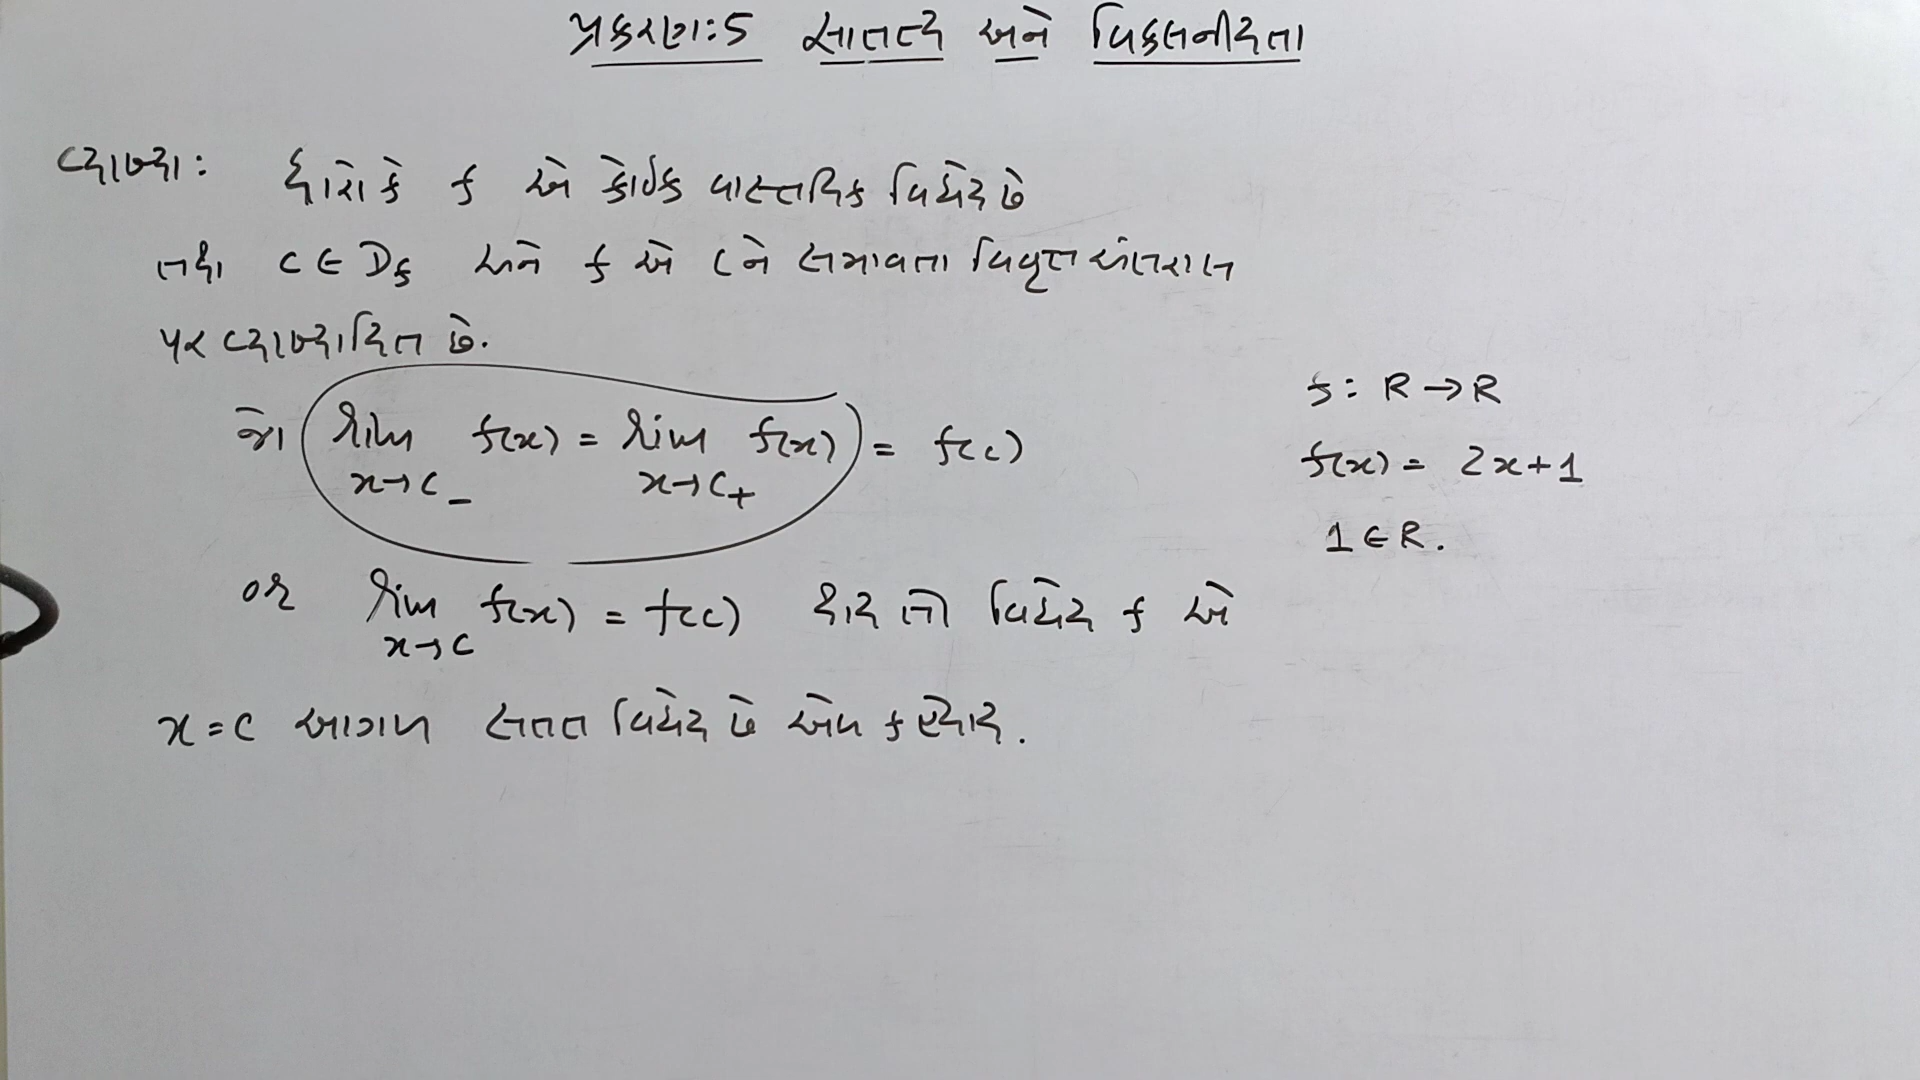 પ્રકરણ:5 સાતત્ય અને વિકલનીયતા
વ્યાખ્યા: ધારો કે f એ કોઈક વાસ્તવિક વિધેય છે
તથા c ∈ Df અને f એ c ને સમાવતા વિવૃત્ત અંતરાલ
પર વ્યાખ્યાયિત છે.
જો lim x→c- f(x) = lim x→c+ f(x) = f(c)
or lim x→c f(x) = f(c) થાય તો વિધેય f એ
x=c આગળ સતત વિધેય છે એમ કહેવાય.
f: R→R
f(x) = 2x+1
1∈R.